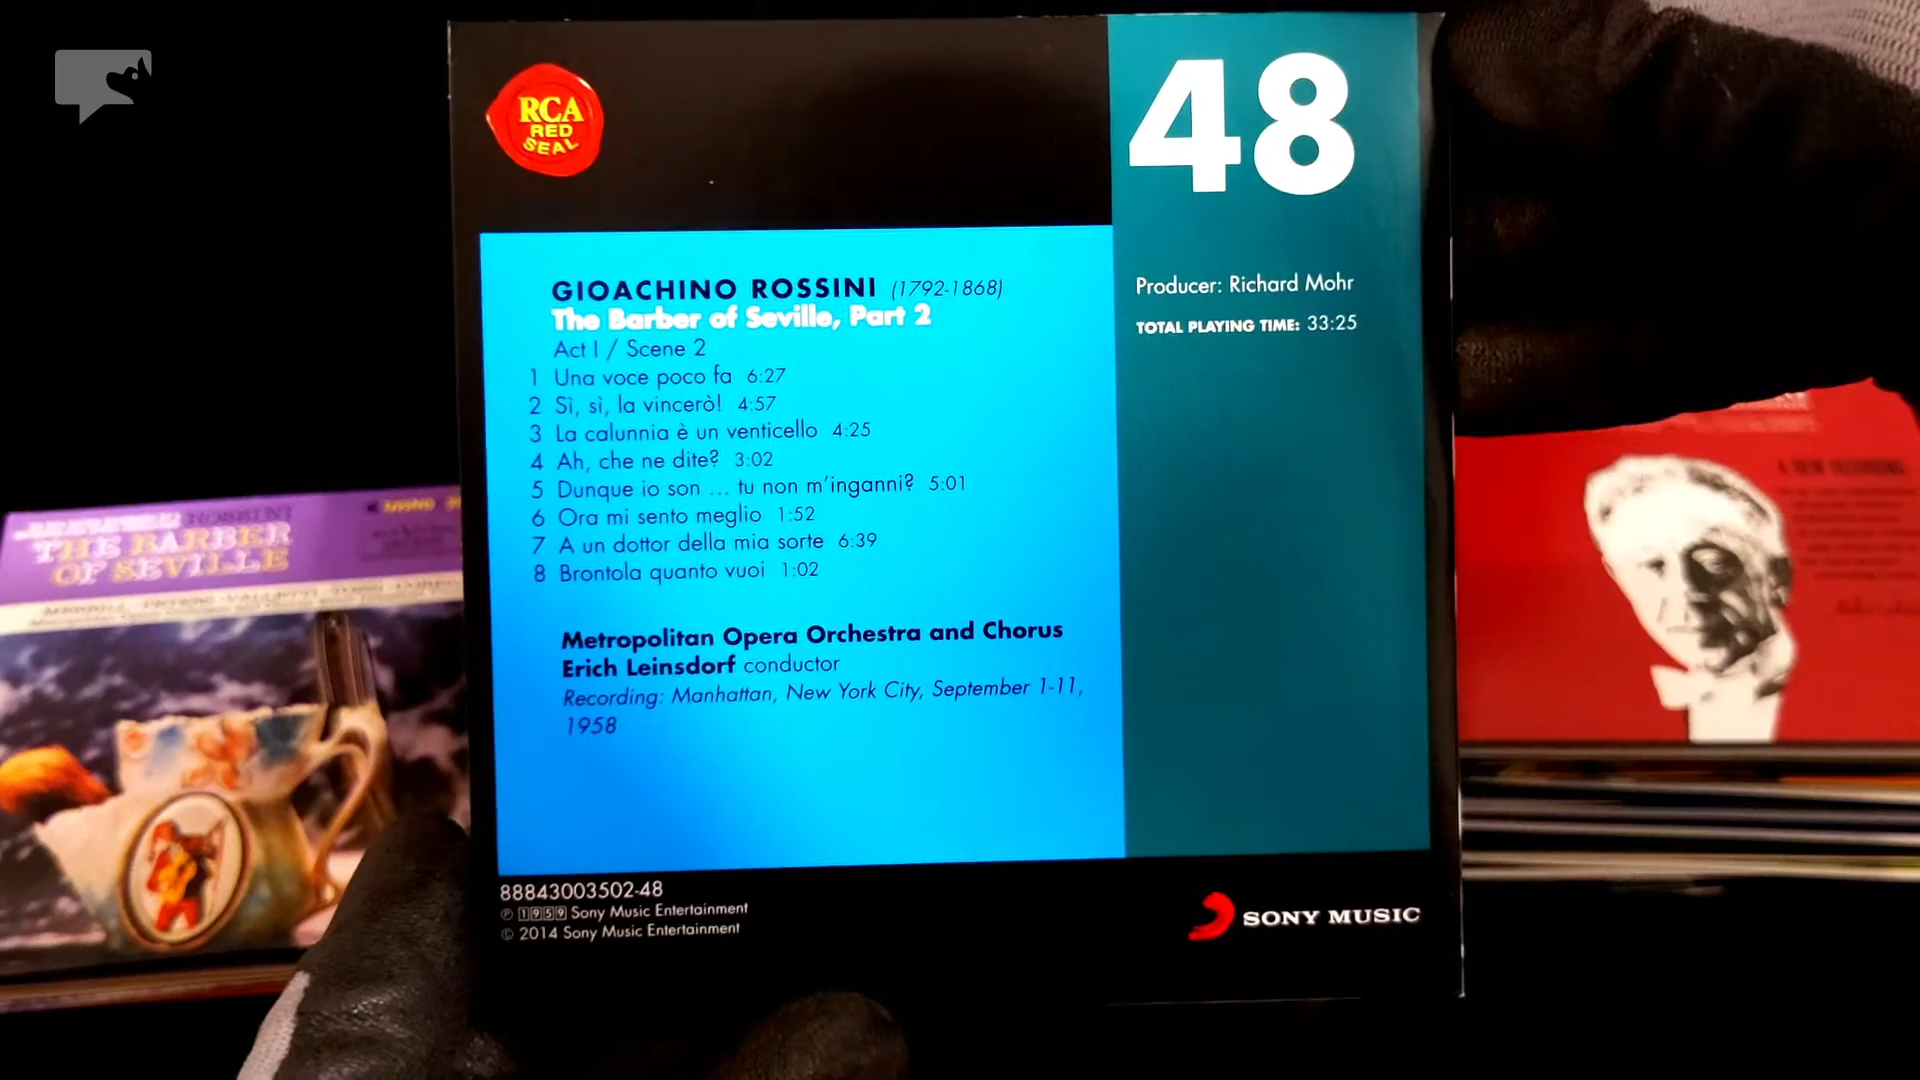 RCA
RED
SEAL
48
GIOACHINO ROSSINI (1792-1868)
The Barber of Seville, Part 2
Act I / Scene 2
1 Una voce poco fa 6:27
2 Sì, sì, la vincerò! 4:57
3 La calunnia è un venticello 4:25
4 Ah, che ne dite? 3:02
5 Dunque io son ... tu non m'inganni? 5:01
6 Ora mi sento meglio 1:52
7 A un dottor della mia sorte 6:39
8 Brontola quanto vuoi 1:02
Metropolitan Opera Orchestra and Chorus
Erich Leinsdorf conductor
Recording: Manhattan, New York City, September 1-11,
1958
Producer: Richard Mohr
TOTAL PLAYING TIME: 33:25
88843003502-48
℗ 1959 Sony Music Entertainment
© 2014 Sony Music Entertainment
SONY MUSIC
ROSSINI
THE BARBER
OF SEVILLE